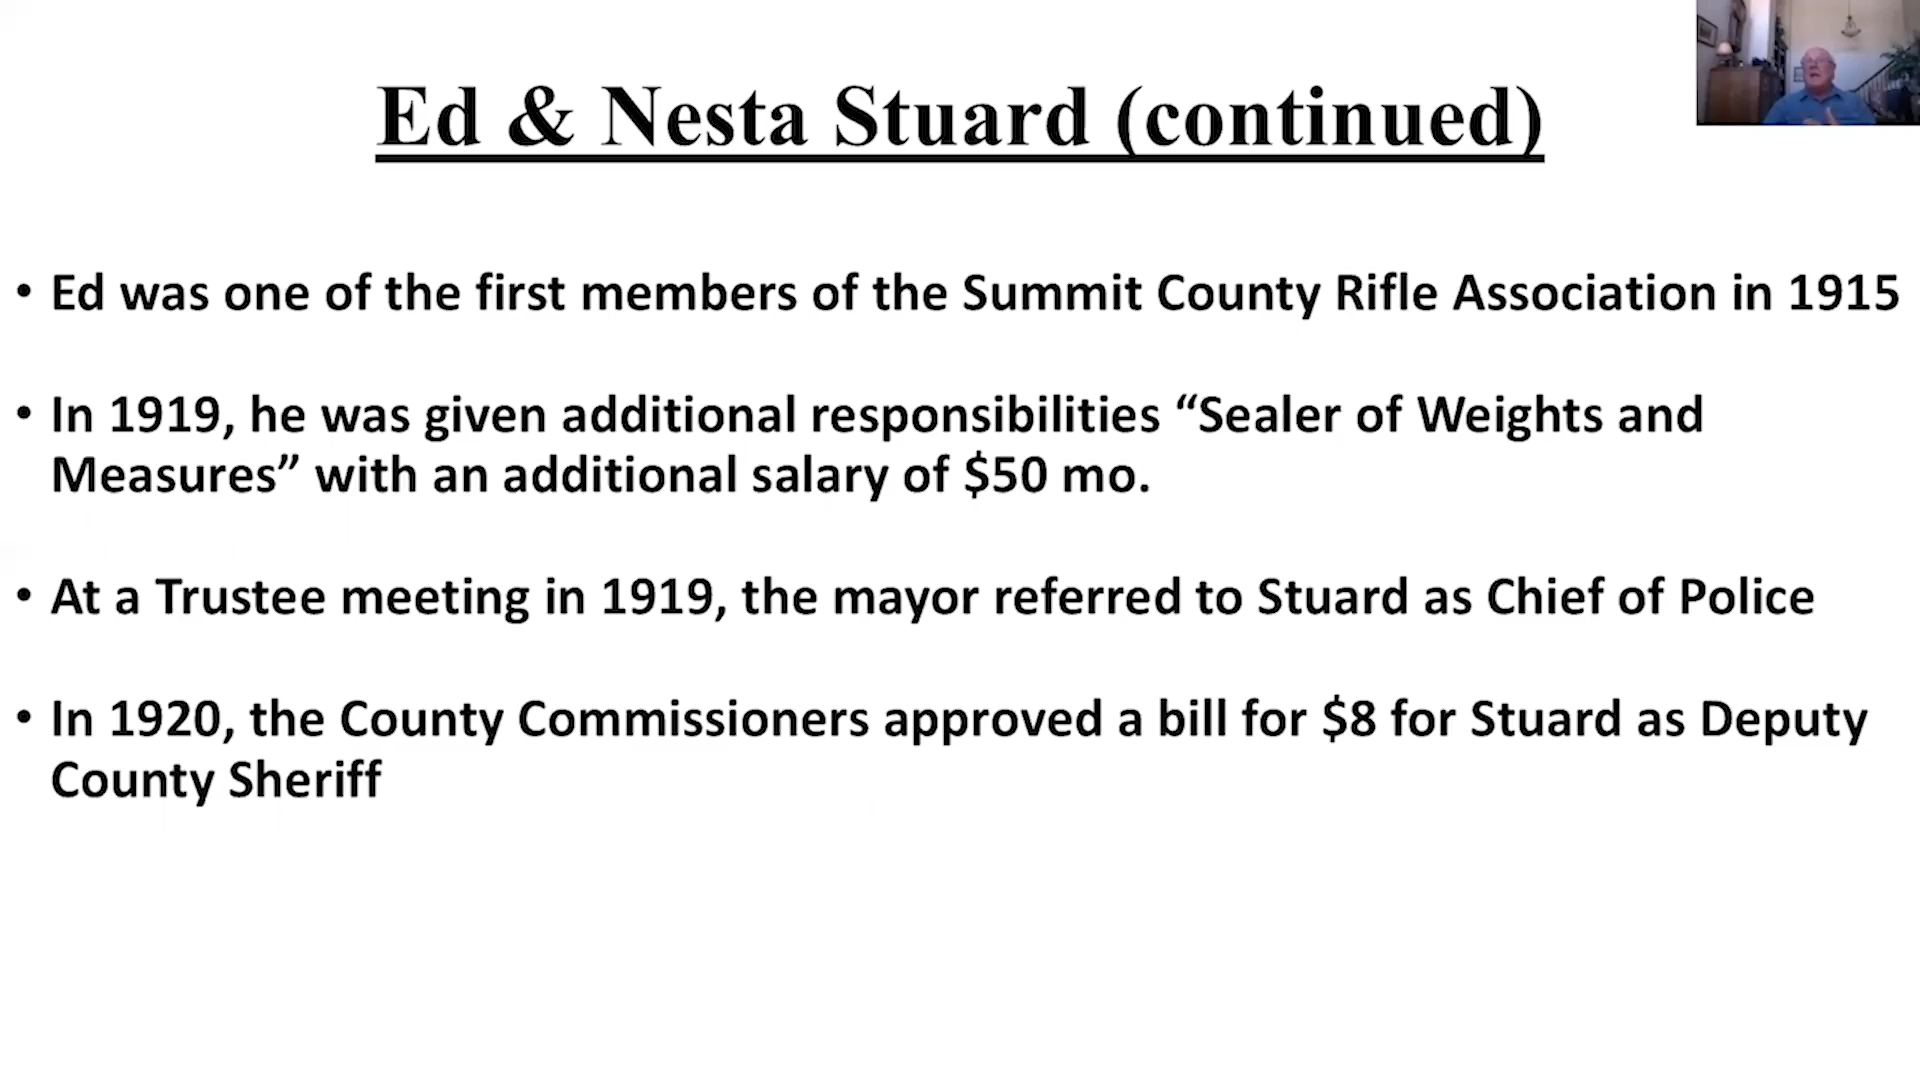 Ed & Nesta Stuard (continued)
• Ed was one of the first members of the Summit County Rifle Association in 1915
• In 1919, he was given additional responsibilities “Sealer of Weights and
Measures” with an additional salary of $50 mo.
• At a Trustee meeting in 1919, the mayor referred to Stuard as Chief of Police
• In 1920, the County Commissioners approved a bill for $8 for Stuard as Deputy
County Sheriff